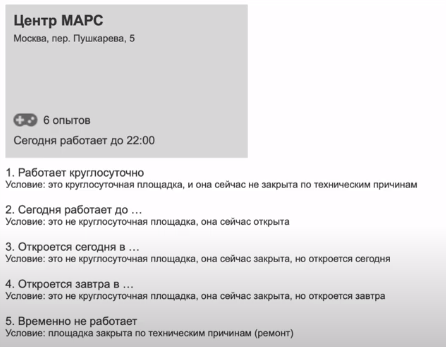 Центр МАРС
Москва, пер. Пушкарева, 5
6 опытов
Сегодня работает до 22:00
1. Работает круглосуточно
Условие: это круглосуточная площадка, и она сейчас не закрыта по техническим причинам
2. Сегодня работает до ...
Условие: это не круглосуточная площадка, она сейчас открыта
3. Откроется сегодня в ...
Условие: это не круглосуточная площадка, она сейчас закрыта, но откроется сегодня
4. Откроется завтра в ...
Условие: это не круглосуточная площадка, она сейчас закрыта, но откроется завтра
5. Временно не работает
Условие: площадка закрыта по техническим причинам (ремонт)